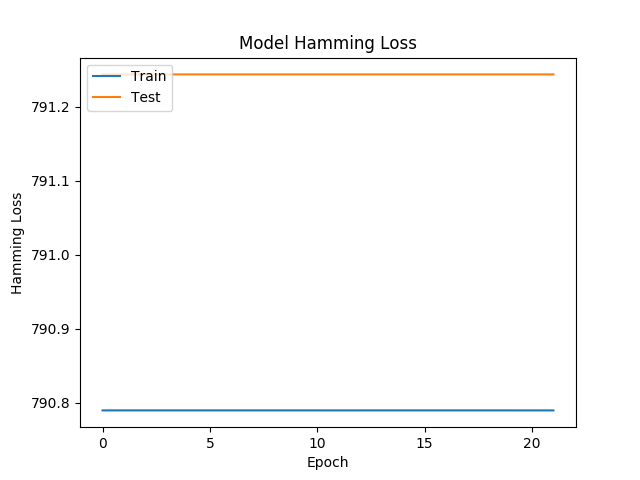 Model Hamming Loss
Train
Test
791.2
791.1
791.0
790.9
790.8
Hamming Loss
0 5 10 15 20
Epoch